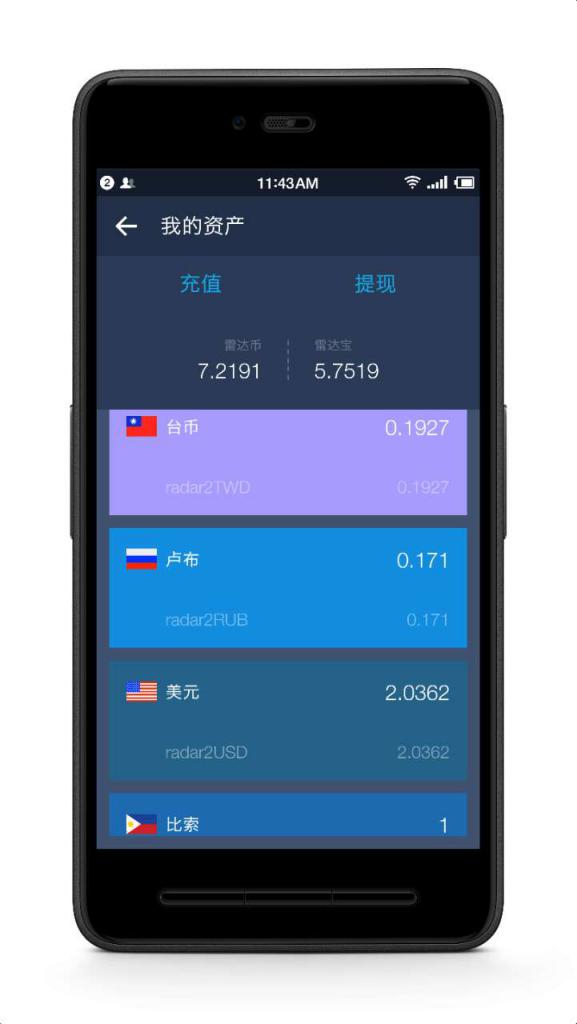 2
11:43AM
我的资产
充值 提现
雷达币 雷达宝
7.2191 5.7519
台币 0.1927
radar2TWD 0.1927
卢布 0.171
radar2RUB 0.171
美元 2.0362
radar2USD 2.0362
比索 1